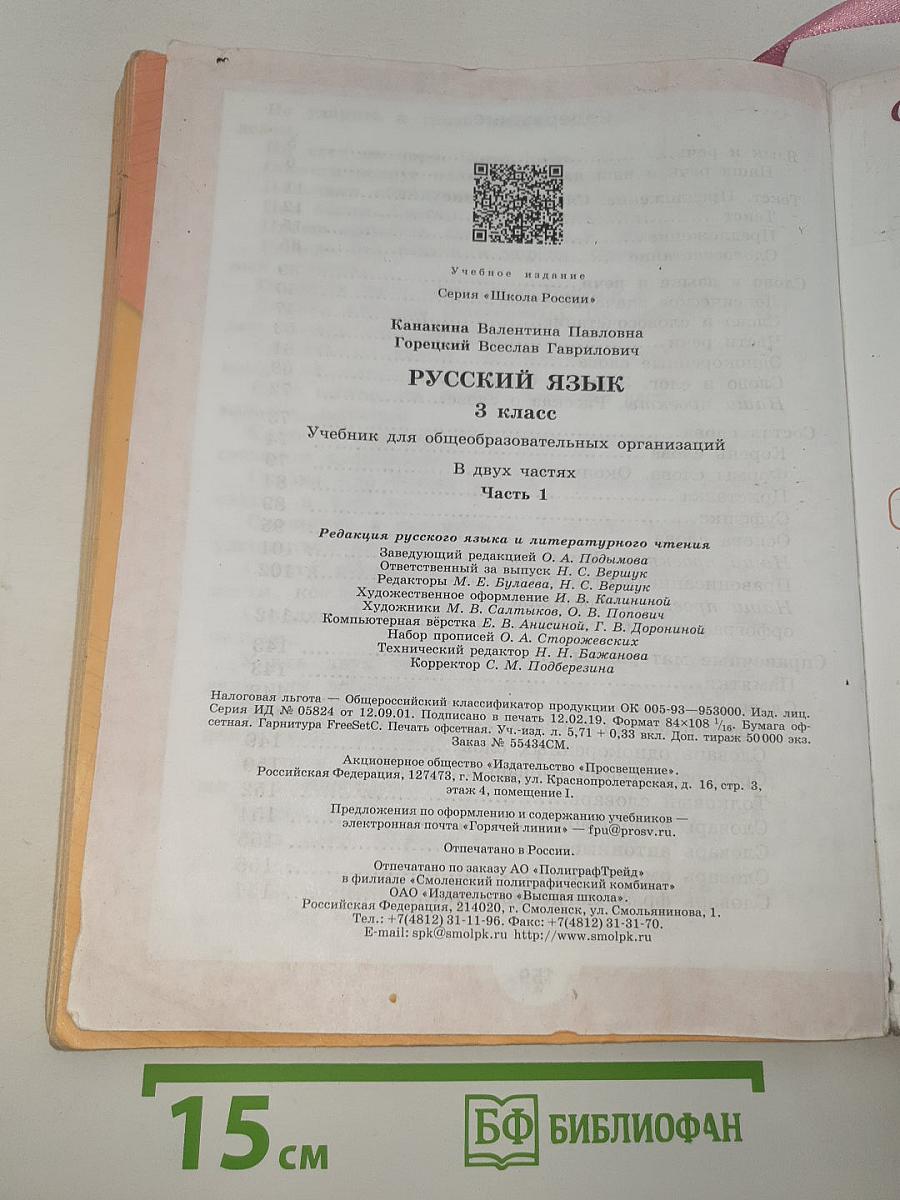 Учебное издание
Серия «Школа России»
Канакина Валентина Павловна
Горецкий Всеслав Гаврилович
РУССКИЙ ЯЗЫК
3 класс
Учебник для общеобразовательных организаций
В двух частях
Часть 1
Редакция русского языка и литературного чтения
Заведующий редакцией О. А. Подымова
Ответственный за выпуск Н. С. Вершук
Редакторы М. Е. Булаева, Н. С. Вершук
Художественное оформление И. В. Калининой
Художники М. В. Салтыков, О. В. Попович
Компьютерная вёрстка Е. В. Анисиной, Г. В. Дорониной
Набор прописей О. А. Сторожевских
Технический редактор Н. Н. Бажанова
Корректор С. М. Подберезина
Налоговая льгота — Общероссийский классификатор продукции ОК 005-93—953000. Изд. лиц.
Серия ИД № 05824 от 12.09.01. Подписано в печать 12.02.19. Формат 84×108 1/16. Бумага оф-
сетная. Гарнитура FreeSetC. Печать офсетная. Уч.-изд. л. 5,71 + 0,33 вкл. Доп. тираж 50 000 экз.
Заказ № 55434СМ.
Акционерное общество «Издательство «Просвещение».
Российская Федерация, 127473, г. Москва, ул. Краснопролетарская, д. 16, стр. 3,
этаж 4, помещение I.
Предложения по оформлению и содержанию учебников —
электронная почта «Горячей линии» — fpu@prosv.ru.
Отпечатано в России.
Отпечатано по заказу АО «ПолиграфТрейд»
в филиале «Смоленский полиграфический комбинат»
ОАО «Издательство «Высшая школа».
Российская Федерация, 214020, г. Смоленск, ул. Смольянинова, 1.
Тел.: +7(4812) 31-11-96. Факс: +7(4812) 31-31-70.
E-mail: spk@smolpk.ru http://www.smolpk.ru
15 см
БФ БИБЛИОФАН